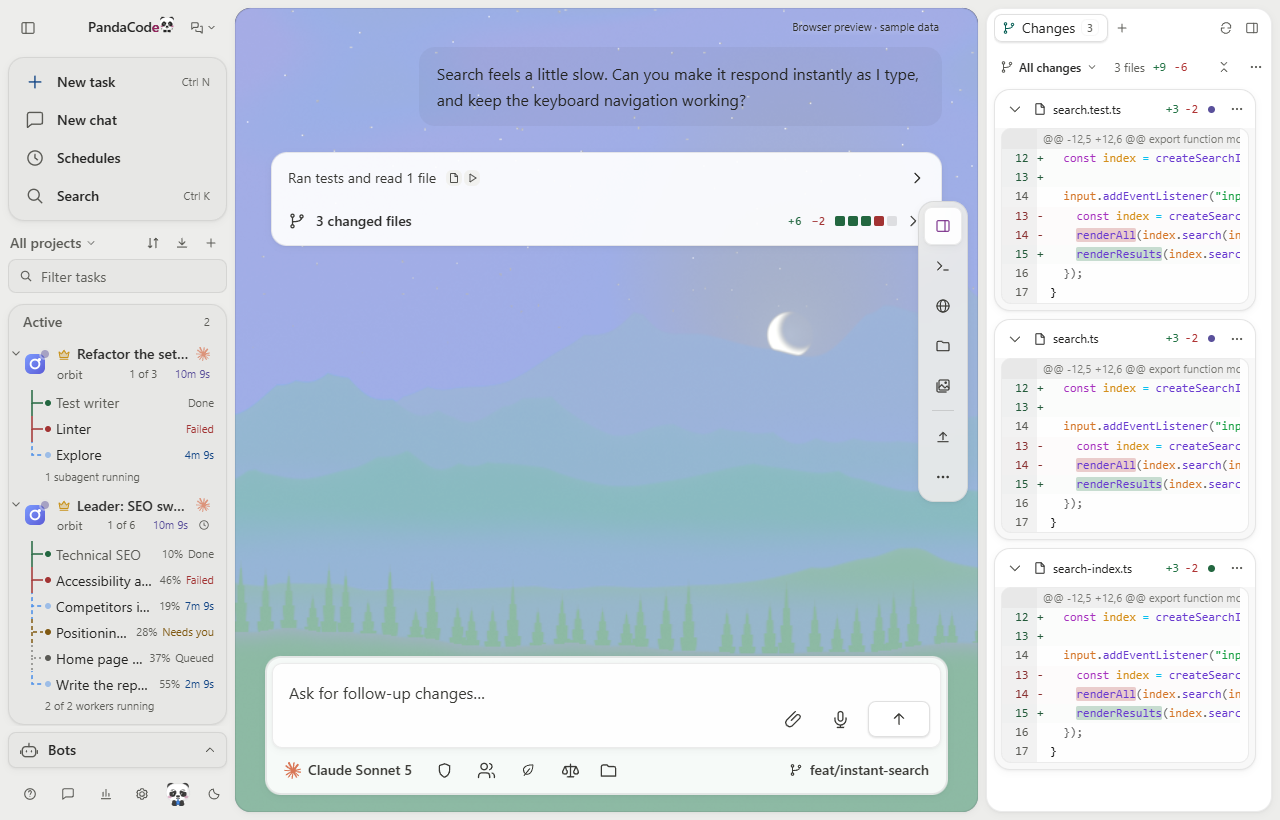 PandaCode
New task Ctrl N
New chat
Schedules
Search Ctrl K
All projects
Filter tasks
Active 2
Refactor the set...
orbit 1 of 3 10m 9s
Test writer Done
Linter Failed
Explore 4m 9s
1 subagent running
Leader: SEO sw...
orbit 1 of 6 10m 9s
Technical SEO 10% Done
Accessibility a... 46% Failed
Competitors i... 19% 7m 9s
Positionin... 28% Needs you
Home page ... 37% Queued
Write the rep... 55% 2m 9s
2 of 2 workers running
Bots
Browser preview · sample data
Search feels a little slow. Can you make it respond instantly as I type,
and keep the keyboard navigation working?
Ran tests and read 1 file
3 changed files +6 −2
Ask for follow-up changes...
Claude Sonnet 5 feat/instant-search
Changes 3
All changes 3 files +9 -6
search.test.ts +3 -2
@@ -12,5 +12,6 @@ export function mo
12 + const index = createSearchI
13 +
14 input.addEventListener("inp
13 - const index = createSearc
14 - renderAll(index.search(in
15 + renderResults(index.searc
16 });
17 }
search.ts +3 -2
@@ -12,5 +12,6 @@ export function mo
12 + const index = createSearchI
13 +
14 input.addEventListener("inp
13 - const index = createSearc
14 - renderAll(index.search(in
15 + renderResults(index.searc
16 });
17 }
search-index.ts +3 -2
@@ -12,5 +12,6 @@ export function mo
12 + const index = createSearchI
13 +
14 input.addEventListener("inp
13 - const index = createSearc
14 - renderAll(index.search(in
15 + renderResults(index.searc
16 });
17 }